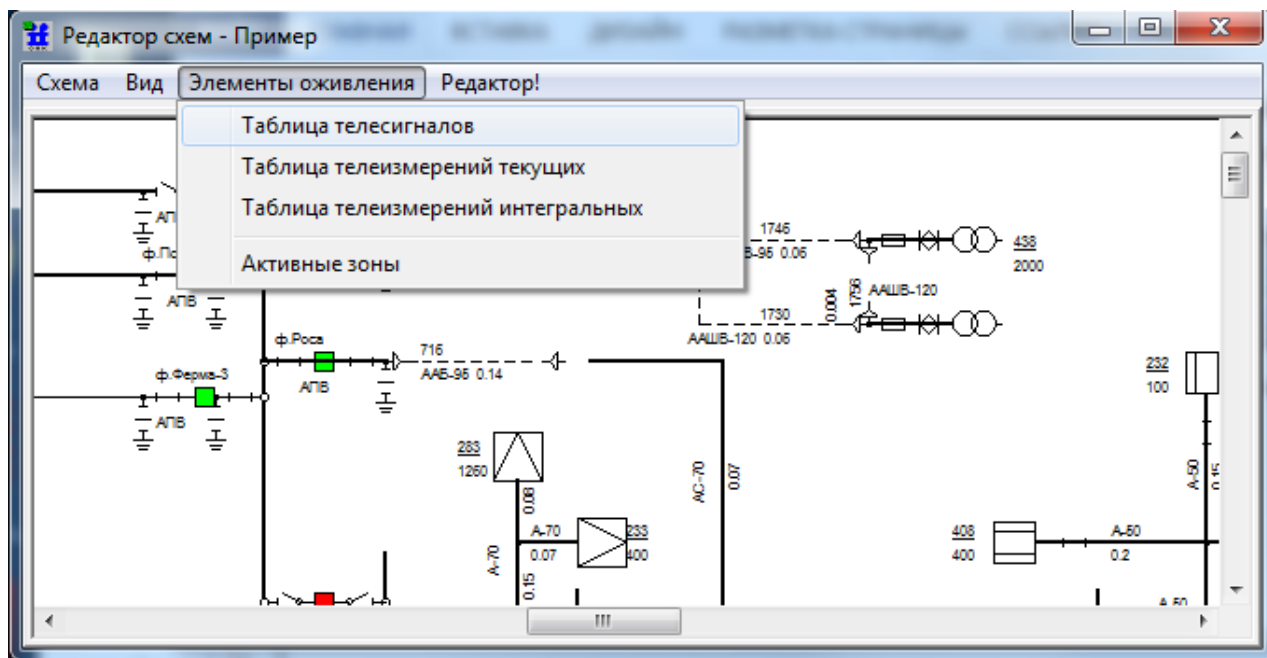 Редактор схем - Пример
Схема Вид Элементы оживления Редактор!
Таблица телесигналов
Таблица телеизмерений текущих
Таблица телеизмерений интегральных
Активные зоны
АПВ
1746
438
2000
АПВ
0.004
1756
ААШВ-120
1730
ААШВ-120 0.06
ф.Роса
716
ААБ-95 0.14
АПВ
ф.Ферма-3
АПВ
232
100
283
1260
0.08
АС-70
0.07
А-50
0.15
А-70
0.07
233
400
А-70
0.15
408
400
А-50
0.2
А-50